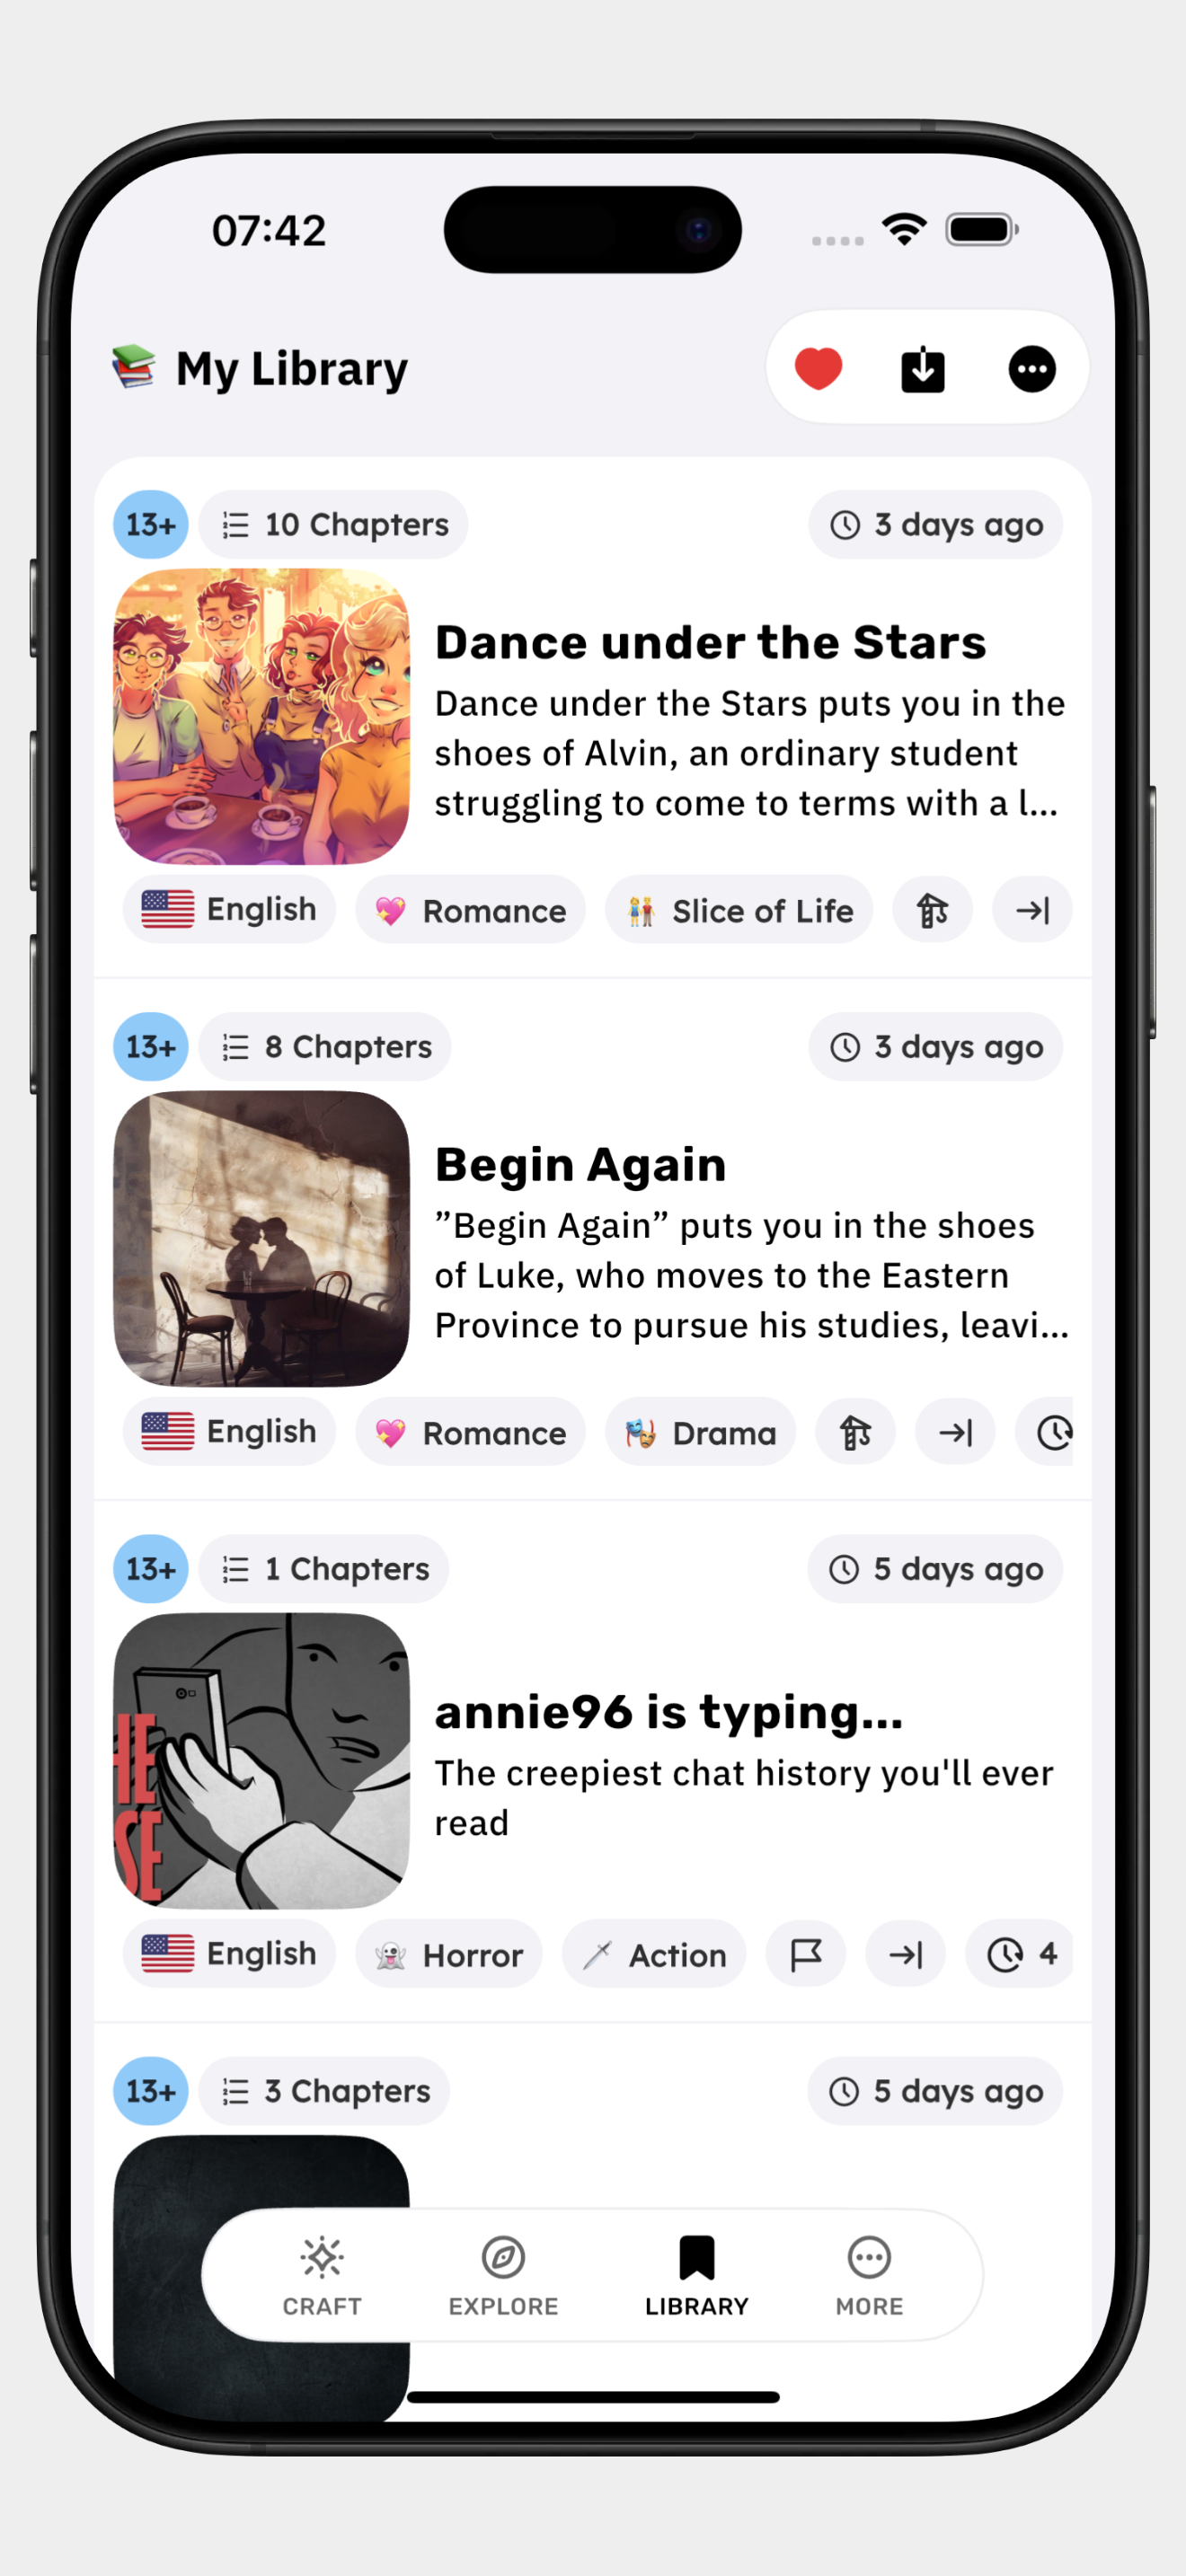 07:42
My Library
13+ 10 Chapters 3 days ago
Dance under the Stars
Dance under the Stars puts you in the
shoes of Alvin, an ordinary student
struggling to come to terms with a l...
English Romance Slice of Life
13+ 8 Chapters 3 days ago
Begin Again
”Begin Again” puts you in the shoes
of Luke, who moves to the Eastern
Province to pursue his studies, leavi...
English Romance Drama
13+ 1 Chapters 5 days ago
HE
SE
annie96 is typing...
The creepiest chat history you'll ever
read
English Horror Action 4
13+ 3 Chapters 5 days ago
CRAFT EXPLORE LIBRARY MORE